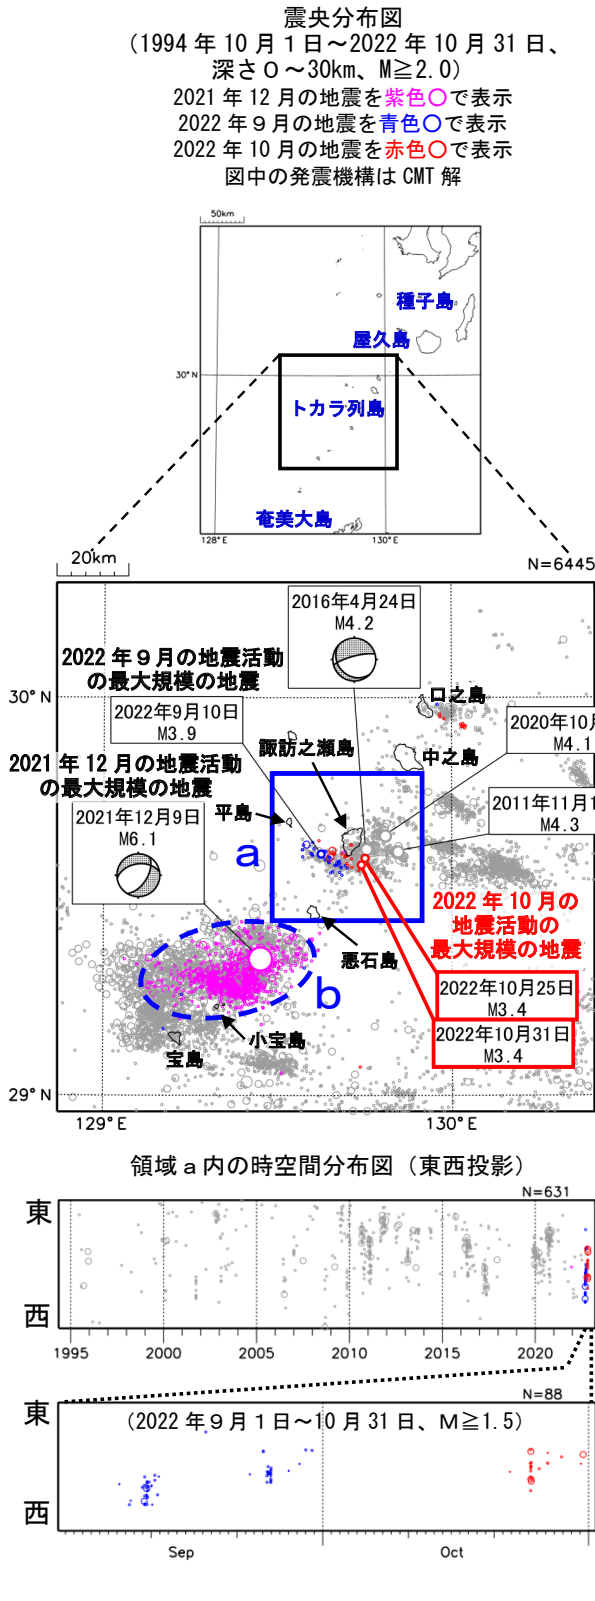 震央分布図
（1994 年 10 月 1 日～2022 年 10 月 31 日、
深さ０～30km、M≧2.0）
2021 年 12 月の地震を紫色○で表示
2022 年 9 月の地震を青色○で表示
2022 年 10 月の地震を赤色○で表示
図中の発震機構は CMT 解
50km
種子島
屋久島
30°N
トカラ列島
奄美大島
128°E
130°E
20km
N=6445
2016年4月24日
M4.2
2022 年 9 月の地震活動
の最大規模の地震
30°N
口之島
2022年9月10日
M3.9
2020年10月
M4.1
諏訪之瀬島
中之島
2021 年 12 月の地震活動
の最大規模の地震
2021年12月9日
M6.1
平島
a
2011年11月1
M4.3
2022 年 10 月の
地震活動の
最大規模の地震
悪石島
b
2022年10月25日
M3.4
2022年10月31日
M3.4
小宝島
宝島
29°N
129°E
130°E
領域ａ内の時空間分布図（東西投影）
N=631
東
西
1995
2000
2005
2010
2015
2020
N=88
東
（2022 年 9 月 1 日～10 月 31 日、Ｍ≧1.5）
西
Sep
Oct